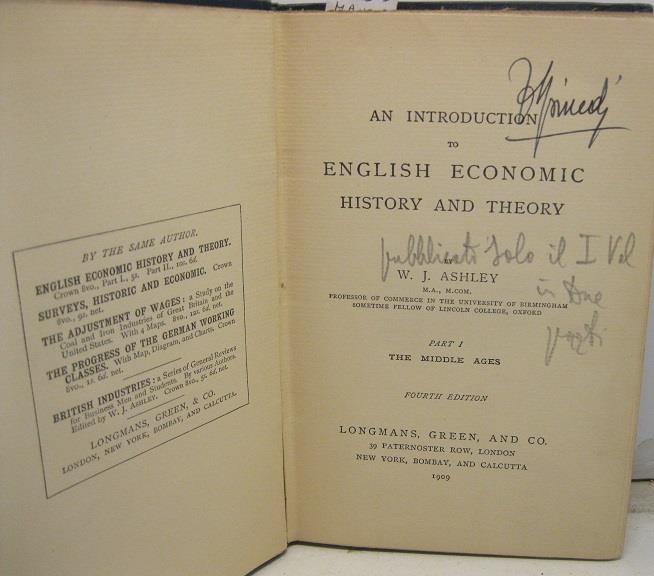 BY THE SAME AUTHOR.
ENGLISH ECONOMIC HISTORY AND THEORY.
Crown 8vo., Part I., 5s. Part II., 10s. 6d.
SURVEYS, HISTORIC AND ECONOMIC. Crown
8vo., 9s. net.
THE ADJUSTMENT OF WAGES: a Study on the
Coal and Iron Industries of Great Britain and the
United States. With 4 Maps. 8vo., 12s. 6d. net.
THE PROGRESS OF THE GERMAN WORKING
CLASSES. With Map, Diagram, and Charts. Crown
8vo., 1s. 6d. net.
BRITISH INDUSTRIES: a Series of General Reviews
for Business Men and Students. By various Authors.
Edited by W. J. ASHLEY. Crown 8vo., 5s. 6d. net.
LONGMANS, GREEN, & CO.
LONDON, NEW YORK, BOMBAY, AND CALCUTTA.
AN INTRODUCTION
TO
ENGLISH ECONOMIC
HISTORY AND THEORY
pubblicato solo il I Vol
in due
parti
BY
W. J. ASHLEY
M.A., M.COM.
PROFESSOR OF COMMERCE IN THE UNIVERSITY OF BIRMINGHAM
SOMETIME FELLOW OF LINCOLN COLLEGE, OXFORD
PART I
THE MIDDLE AGES
FOURTH EDITION
LONGMANS, GREEN, AND CO.
39 PATERNOSTER ROW, LONDON
NEW YORK, BOMBAY, AND CALCUTTA
1909